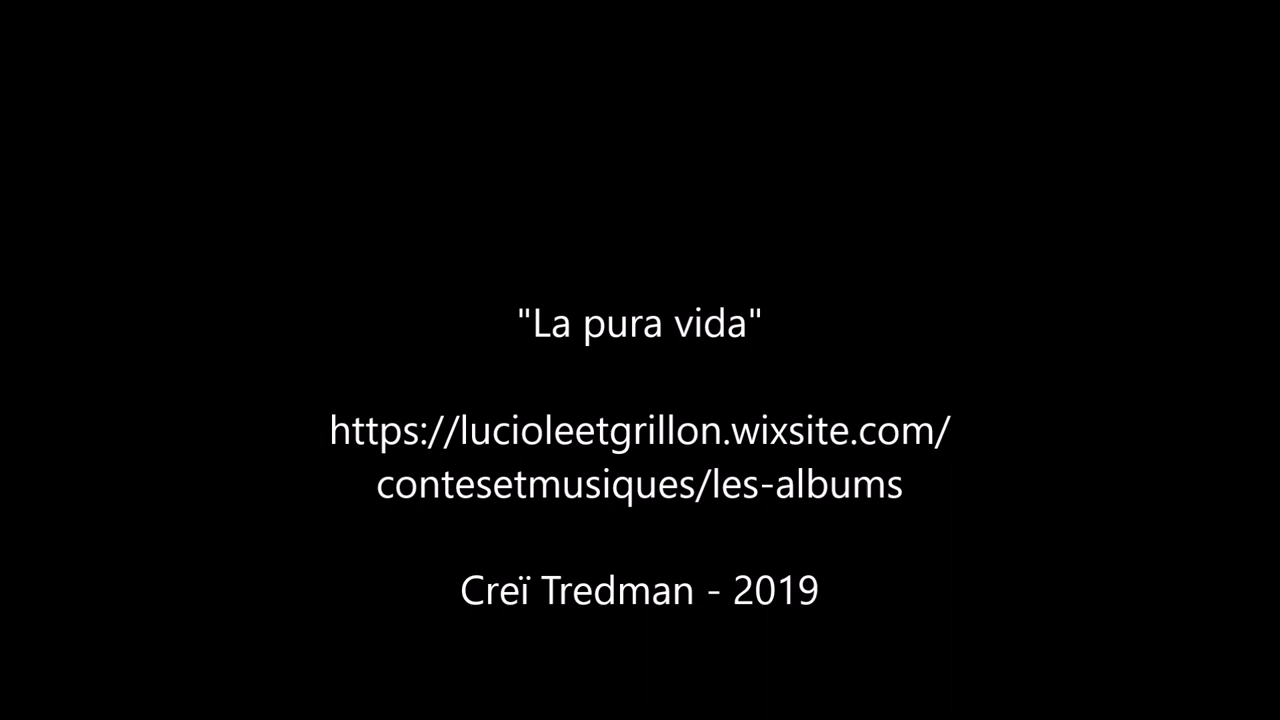 "La pura vida"
https://lucioleetgrillon.wixsite.com/
contesetmusiques/les-albums
Creï Tredman - 2019